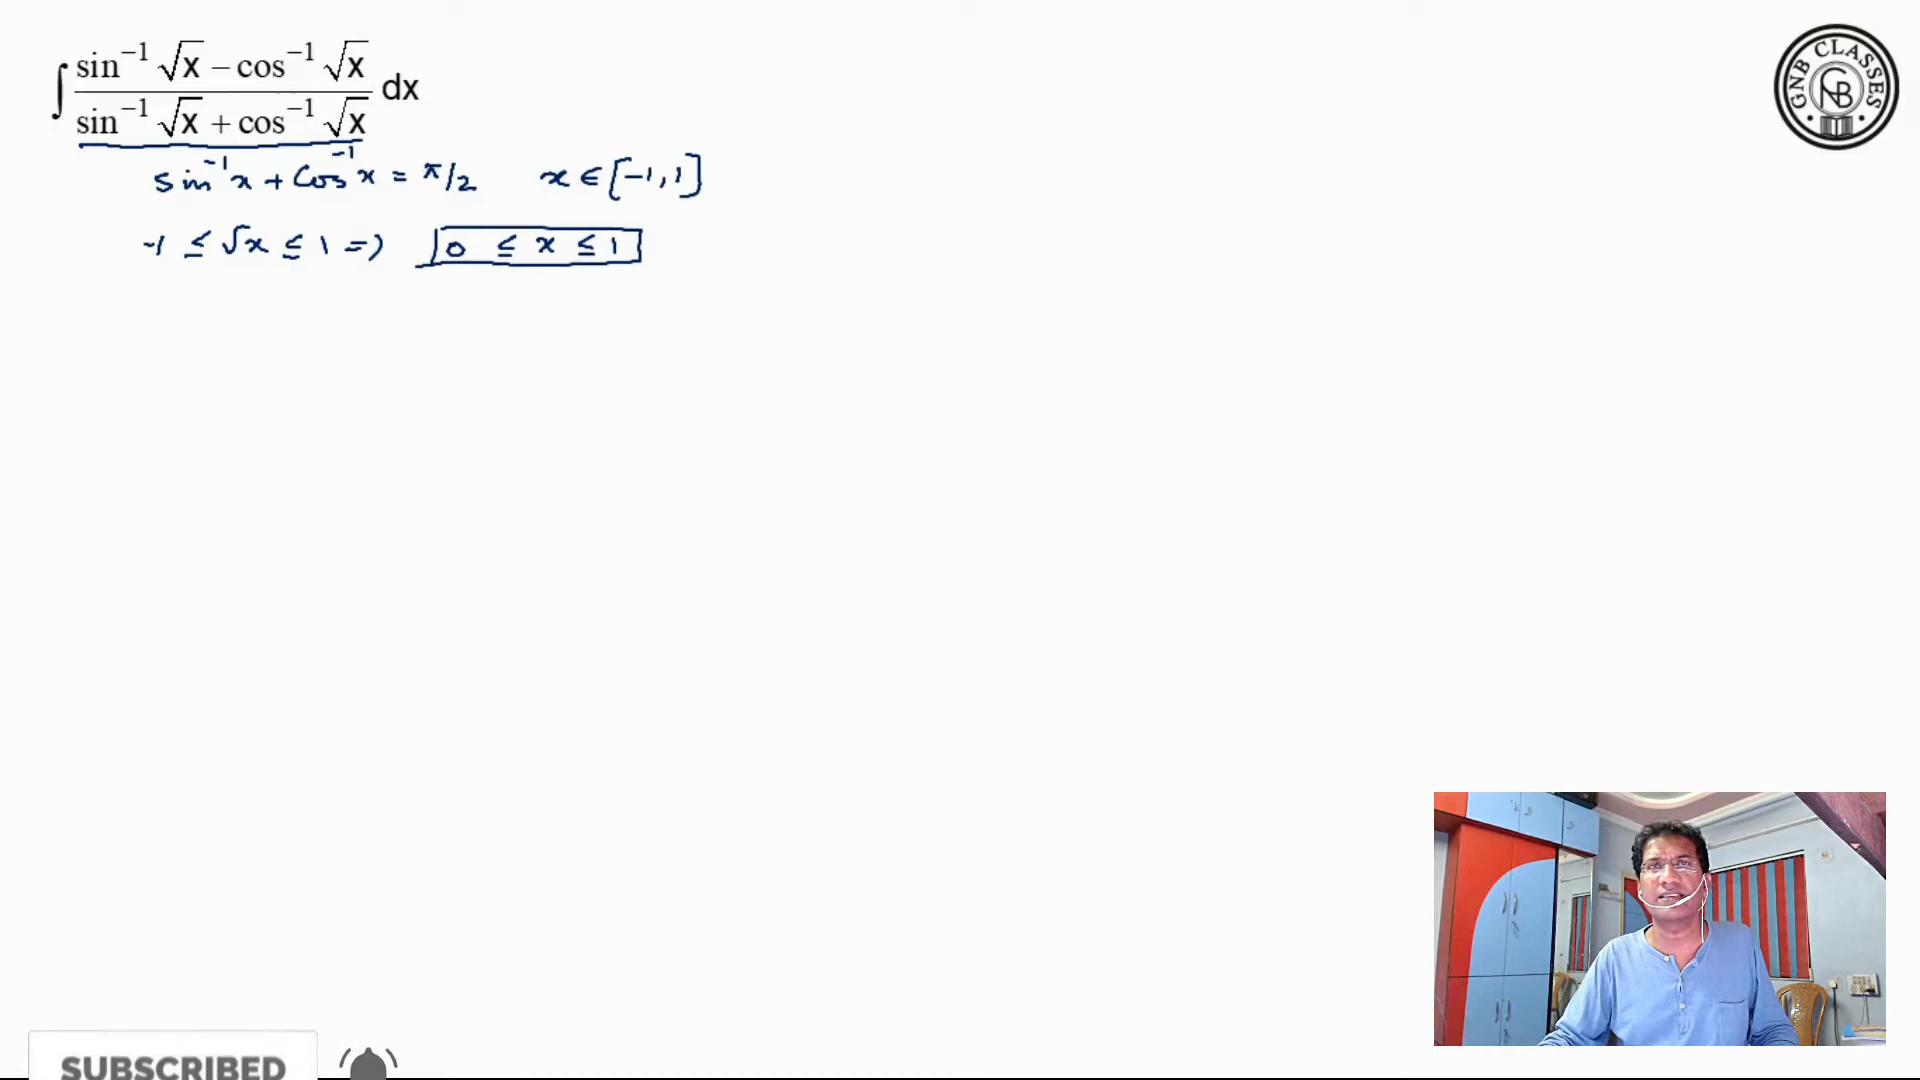 ∫ (sin⁻¹ √x − cos⁻¹ √x) / (sin⁻¹ √x + cos⁻¹ √x) dx
sin⁻¹x + Cos⁻¹x = π/2 x ∈ [-1, 1]
-1 ≤ √x ≤ 1 => 0 ≤ x ≤ 1
GNB CLASSES
GNB
SUBSCRIBED